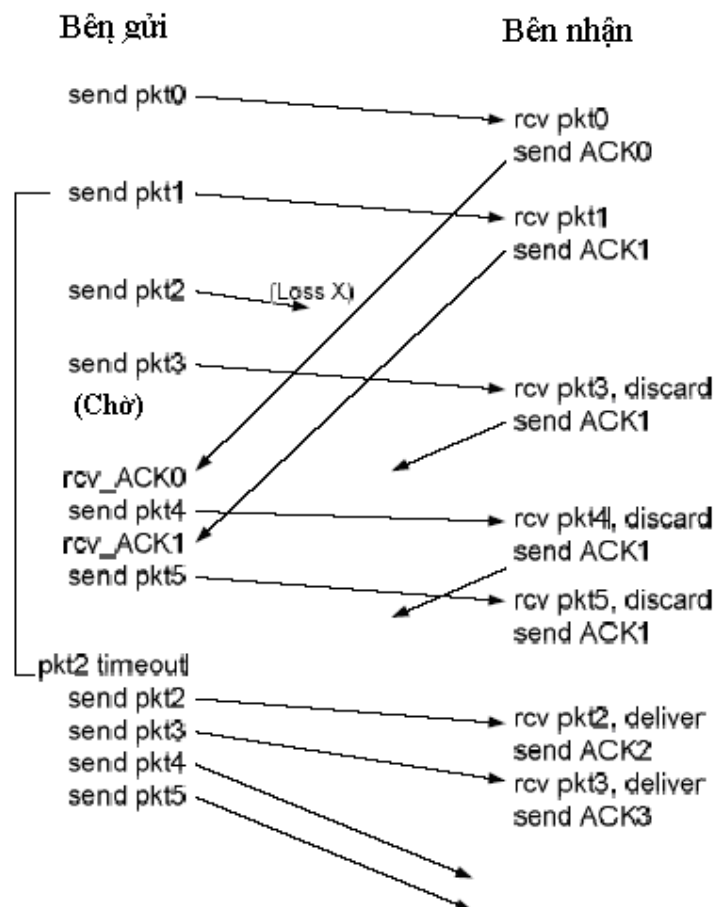 Bên gửi
Bên nhận
send pkt0
rcv pkt0
send ACK0
send pkt1
rcv pkt1
send ACK1
send pkt2
(Loss X)
send pkt3
(Chờ)
rcv pkt3, discard
send ACK1
rcv_ACK0
send pkt4
rcv_ACK1
send pkt5
rcv pkt4, discard
send ACK1
rcv pkt5, discard
send ACK1
pkt2 timeout
send pkt2
send pkt3
send pkt4
send pkt5
rcv pkt2, deliver
send ACK2
rcv pkt3, deliver
send ACK3